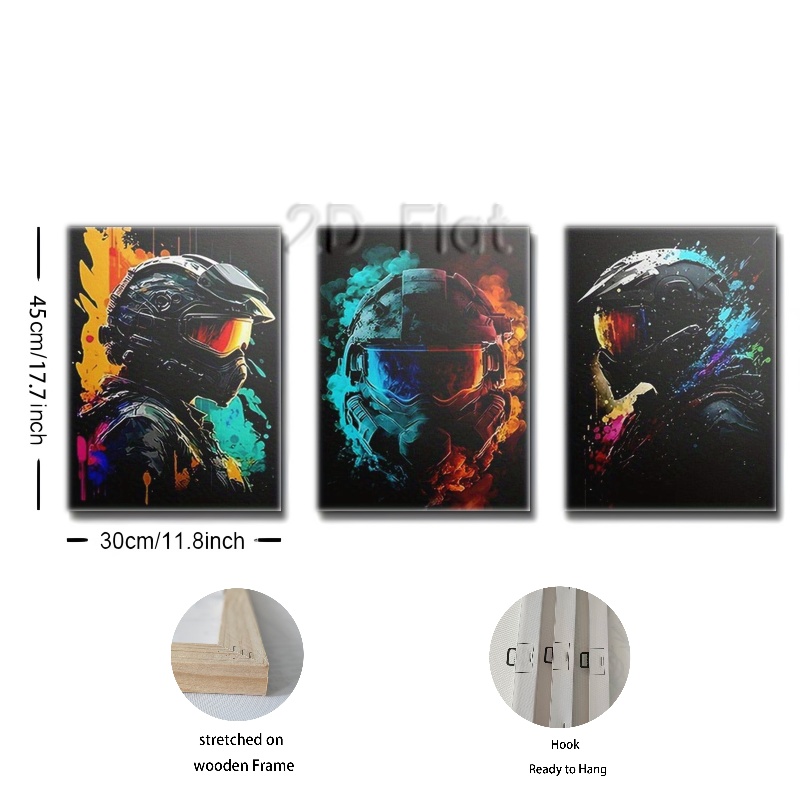 2D Flat
45cm/17.7inch
30cm/11.8inch
stretched on
wooden Frame
Hook
Ready to Hang